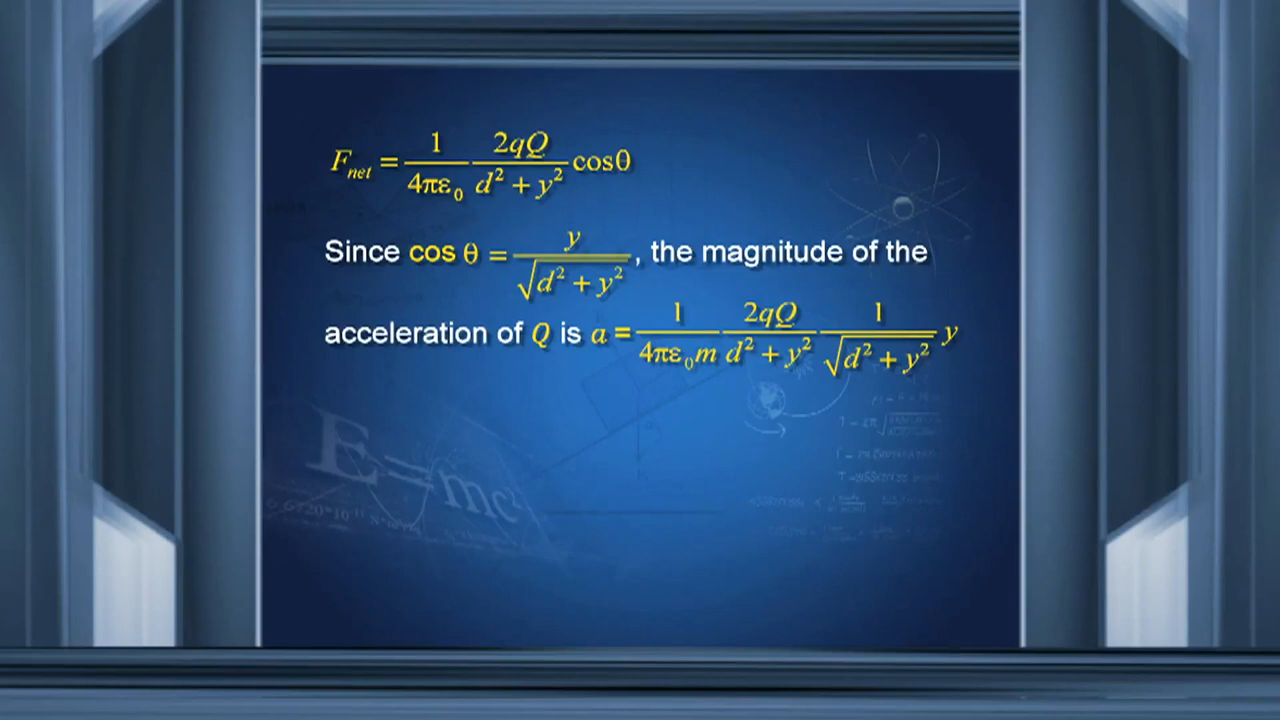 F_net = 1/(4πε₀) 2qQ/(d² + y²) cosθ
Since cos θ = y/√(d² + y²), the magnitude of the
acceleration of Q is a = 1/(4πε₀m) 2qQ/(d² + y²) 1/√(d² + y²) y
E=mc²